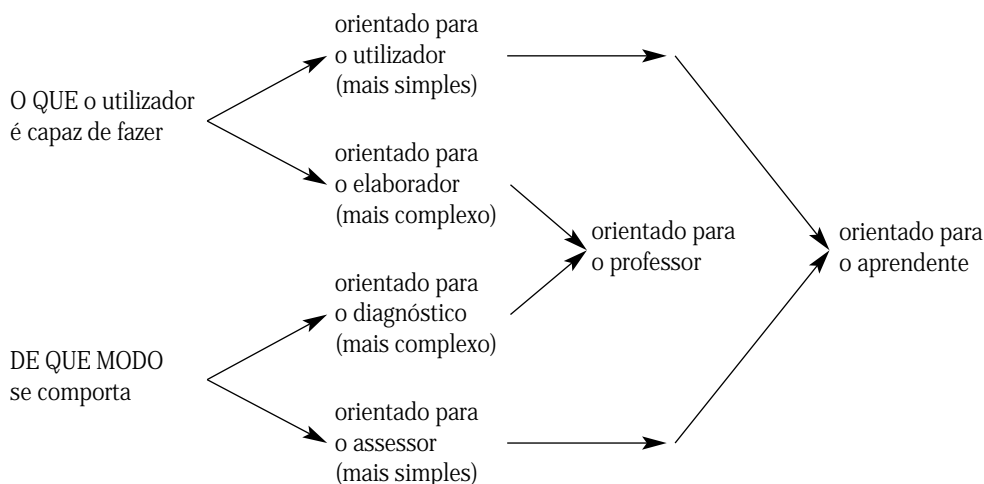 O QUE o utilizador
é capaz de fazer
orientado para
o utilizador
(mais simples)
orientado para
o elaborador
(mais complexo)
DE QUE MODO
se comporta
orientado para
o diagnóstico
(mais complexo)
orientado para
o assessor
(mais simples)
orientado para
o professor
orientado para
o aprendente